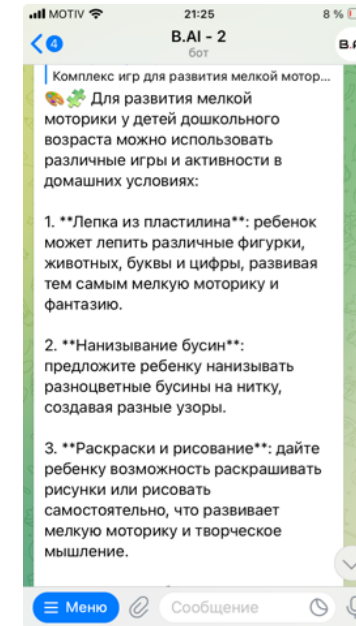 MOTIV
21:25
8 %
4
B.AI - 2
бот
B.A
Комплекс игр для развития мелкой мотор...
Для развития мелкой
моторики у детей дошкольного
возраста можно использовать
различные игры и активности в
домашних условиях:
1. **Лепка из пластилина**: ребенок
может лепить различные фигурки,
животных, буквы и цифры, развивая
тем самым мелкую моторику и
фантазию.
2. **Нанизывание бусин**:
предложите ребенку нанизывать
разноцветные бусины на нитку,
создавая разные узоры.
3. **Раскраски и рисование**: дайте
ребенку возможность раскрашивать
рисунки или рисовать
самостоятельно, что развивает
мелкую моторику и творческое
мышление.
Меню
Сообщение